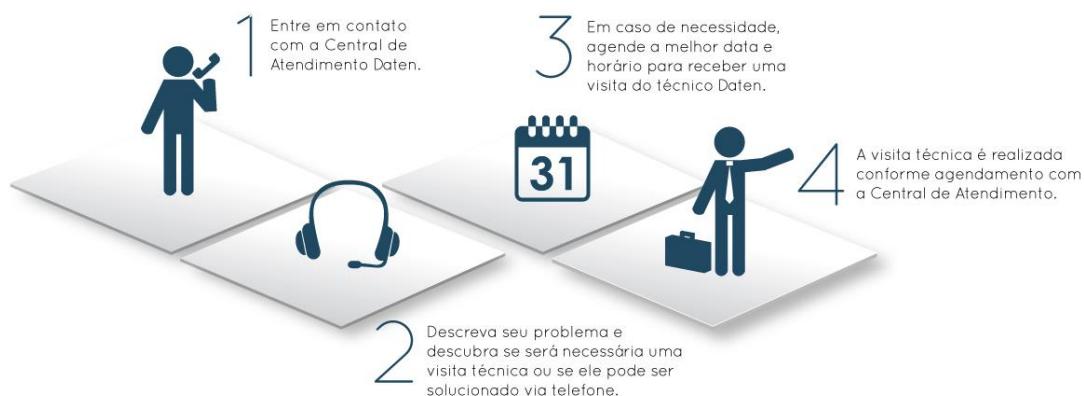 1
Entre em contato
com a Central de
Atendimento Daten.
2
Descreva seu problema e
descubra se será necessária uma
visita técnica ou se ele pode ser
solucionado via telefone.
3
Em caso de necessidade,
agende a melhor data e
horário para receber uma
visita do técnico Daten.
31
4
A visita técnica é realizada
conforme agendamento com
a Central de Atendimento.